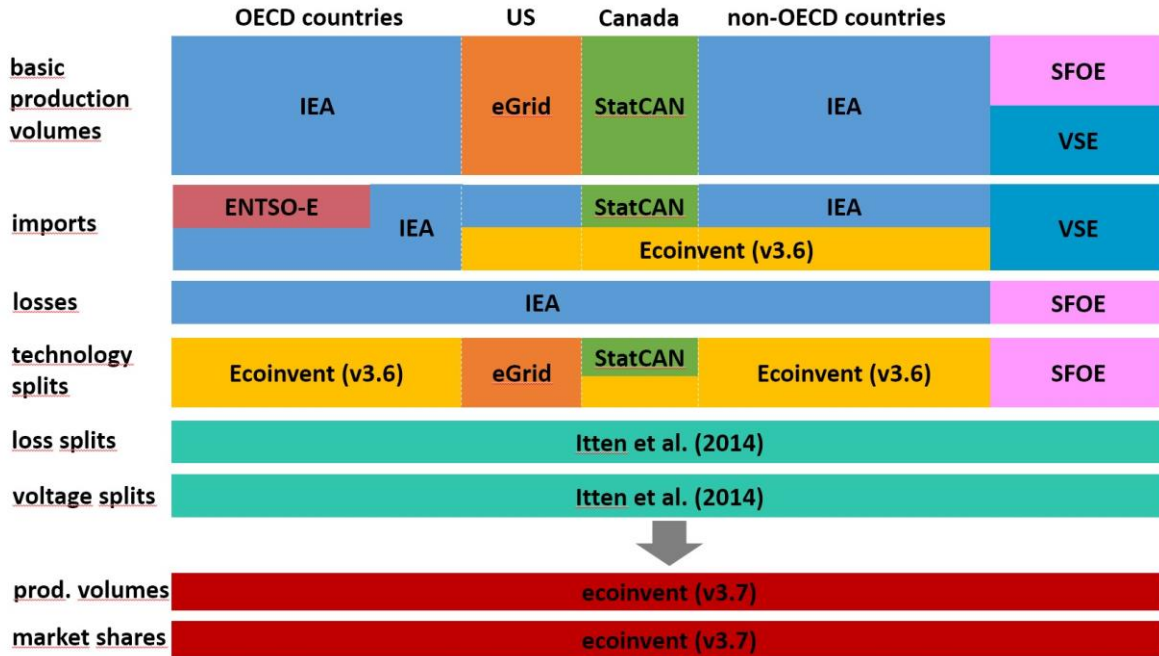 OECD countries US Canada non-OECD countries
basic
production
volumes
IEA eGrid StatCAN IEA SFOE
VSE
imports
ENTSO-E IEA StatCAN IEA VSE
Ecoinvent (v3.6)
losses
IEA SFOE
technology
splits
Ecoinvent (v3.6) eGrid StatCAN Ecoinvent (v3.6) SFOE
loss splits
Itten et al. (2014)
voltage splits
Itten et al. (2014)
prod. volumes
ecoinvent (v3.7)
market shares
ecoinvent (v3.7)